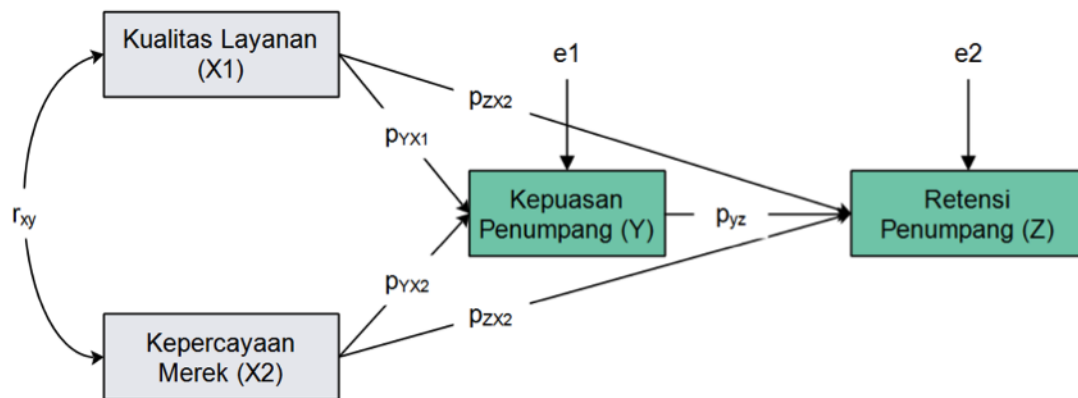 Kualitas Layanan
(X1)
e1
e2
pZX2
pYX1
rxy
Kepuasan
Penumpang (Y)
pyz
Retensi
Penumpang (Z)
pYX2
pZX2
Kepercayaan
Merek (X2)